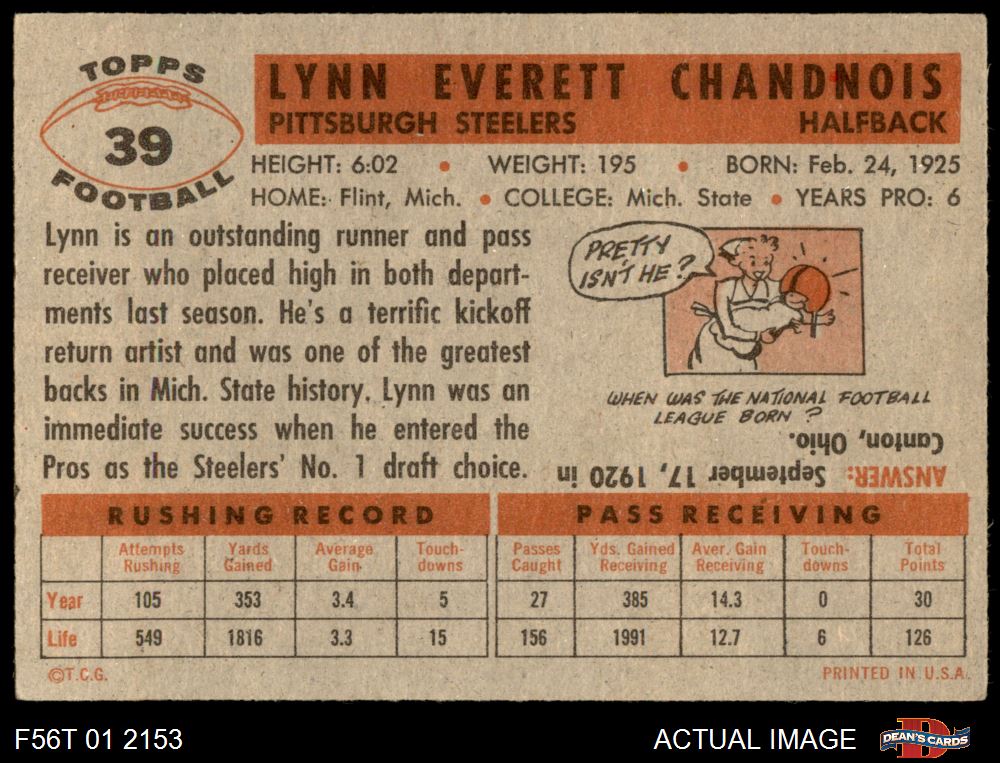 TOPPS
39
FOOTBALL
LYNN EVERETT CHANDNOIS
PITTSBURGH STEELERS HALFBACK
HEIGHT: 6:02 • WEIGHT: 195 • BORN: Feb. 24, 1925
HOME: Flint, Mich. • COLLEGE: Mich. State • YEARS PRO: 6
Lynn is an outstanding runner and pass
receiver who placed high in both depart-
ments last season. He's a terrific kickoff
return artist and was one of the greatest
backs in Mich. State history. Lynn was an
immediate success when he entered the
Pros as the Steelers' No. 1 draft choice.
PRETTY
ISN'T HE?
WHEN WAS THE NATIONAL FOOTBALL
LEAGUE BORN?
ANSWER: September 17, 1920 in
Canton, Ohio.
RUSHING RECORD PASS RECEIVING
Attempts Rushing Yards Gained Average Gain Touch-downs Passes Caught Yds. Gained Receiving Aver. Gain Receiving Touch-downs Total Points
Year 105 353 3.4 5 27 385 14.3 0 30
Life 549 1816 3.3 15 156 1991 12.7 6 126
©T.C.G. PRINTED IN U.S.A.
F56T 01 2153 ACTUAL IMAGE DEAN'S CARDS